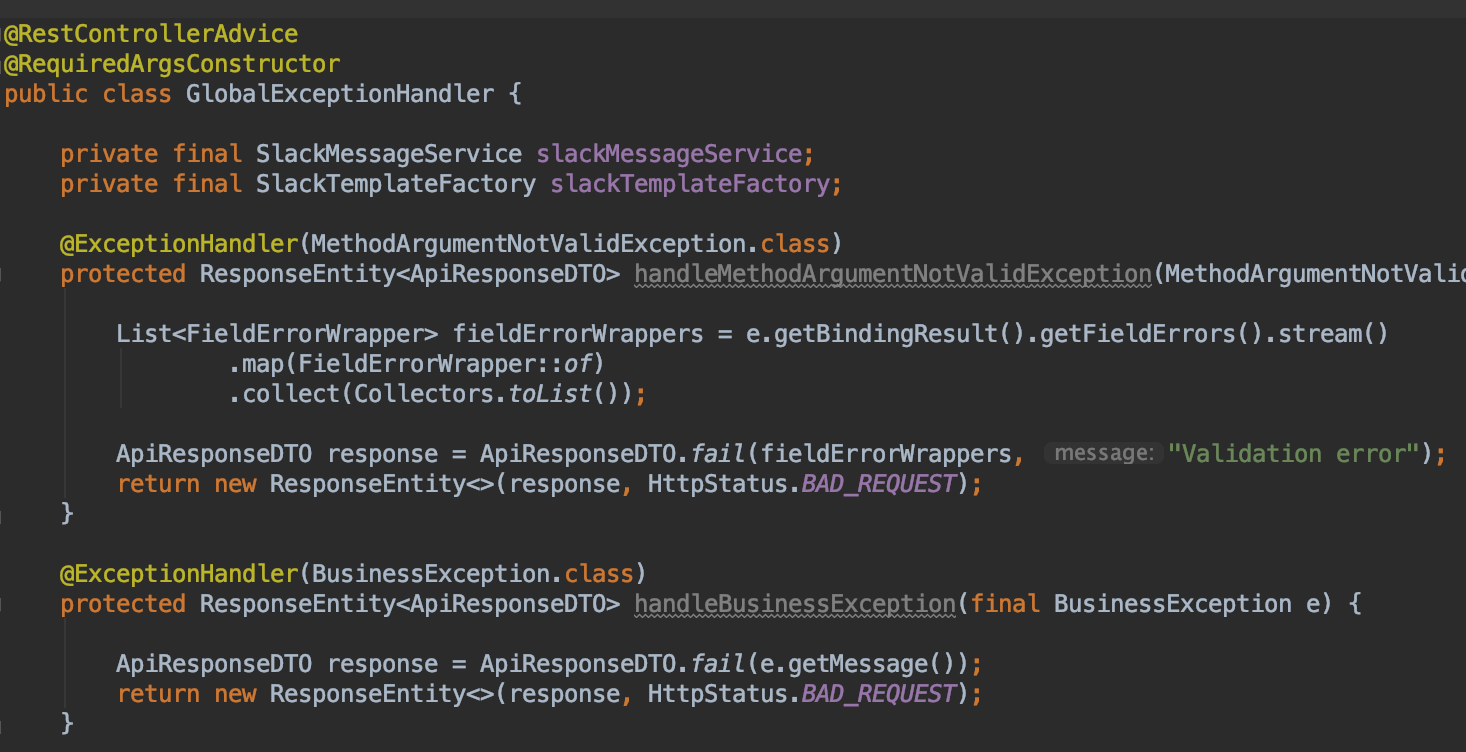 @RestControllerAdvice
@RequiredArgsConstructor
public class GlobalExceptionHandler {
private final SlackMessageService slackMessageService;
private final SlackTemplateFactory slackTemplateFactory;
@ExceptionHandler(MethodArgumentNotValidException.class)
protected ResponseEntity<ApiResponseDTO> handleMethodArgumentNotValidException(MethodArgumentNotValid
List<FieldErrorWrapper> fieldErrorWrappers = e.getBindingResult().getFieldErrors().stream()
.map(FieldErrorWrapper::of)
.collect(Collectors.toList());
ApiResponseDTO response = ApiResponseDTO.fail(fieldErrorWrappers, message: "Validation error");
return new ResponseEntity<>(response, HttpStatus.BAD_REQUEST);
}
@ExceptionHandler(BusinessException.class)
protected ResponseEntity<ApiResponseDTO> handleBusinessException(final BusinessException e) {
ApiResponseDTO response = ApiResponseDTO.fail(e.getMessage());
return new ResponseEntity<>(response, HttpStatus.BAD_REQUEST);
}